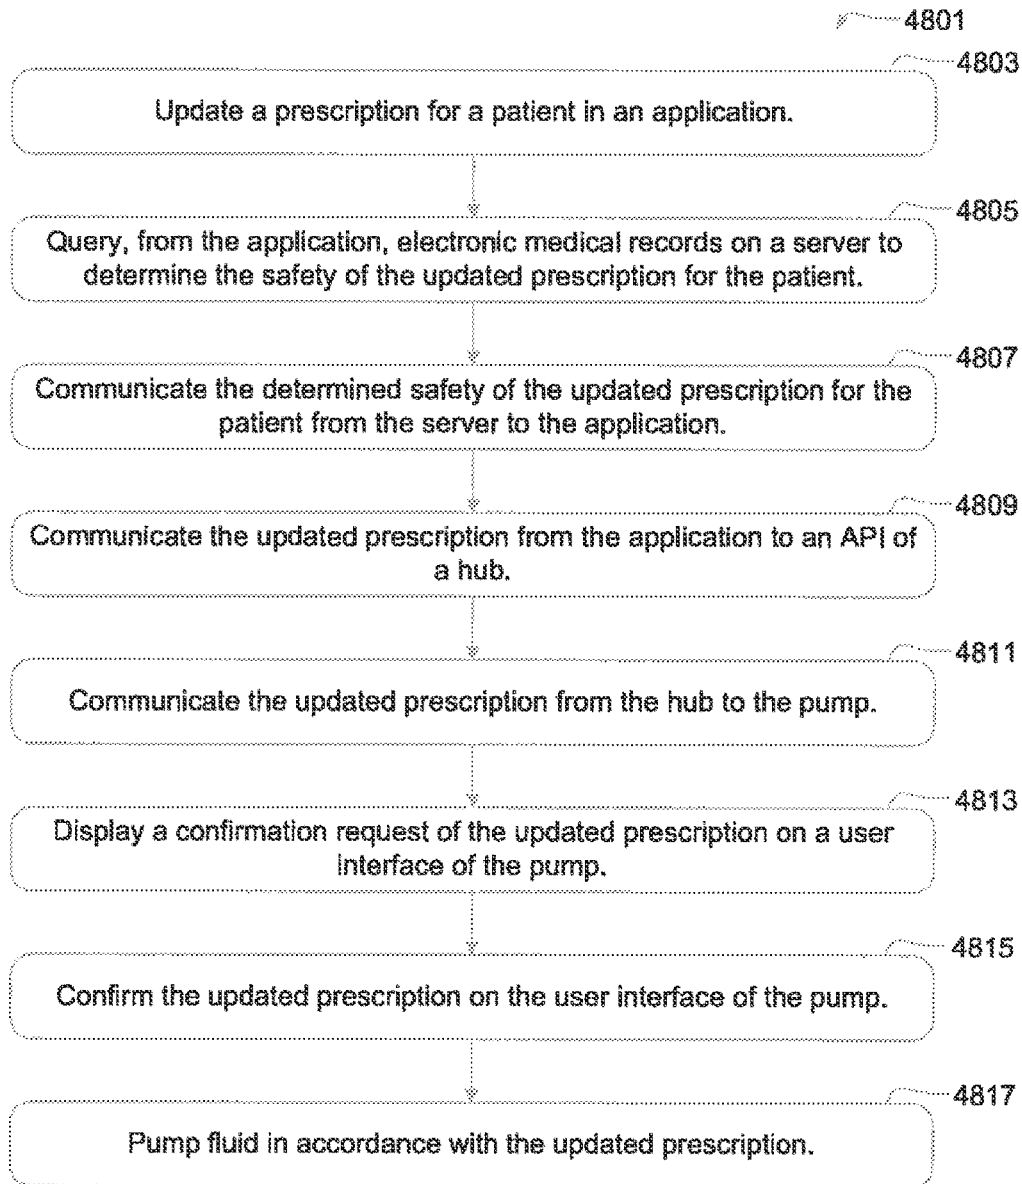 4801
4803
Update a prescription for a patient in an application.
4805
Query, from the application, electronic medical records on a server to
determine the safety of the updated prescription for the patient.
4807
Communicate the determined safety of the updated prescription for the
patient from the server to the application.
4809
Communicate the updated prescription from the application to an API of
a hub.
4811
Communicate the updated prescription from the hub to the pump.
4813
Display a confirmation request of the updated prescription on a user
interface of the pump.
4815
Confirm the updated prescription on the user interface of the pump.
4817
Pump fluid in accordance with the updated prescription.